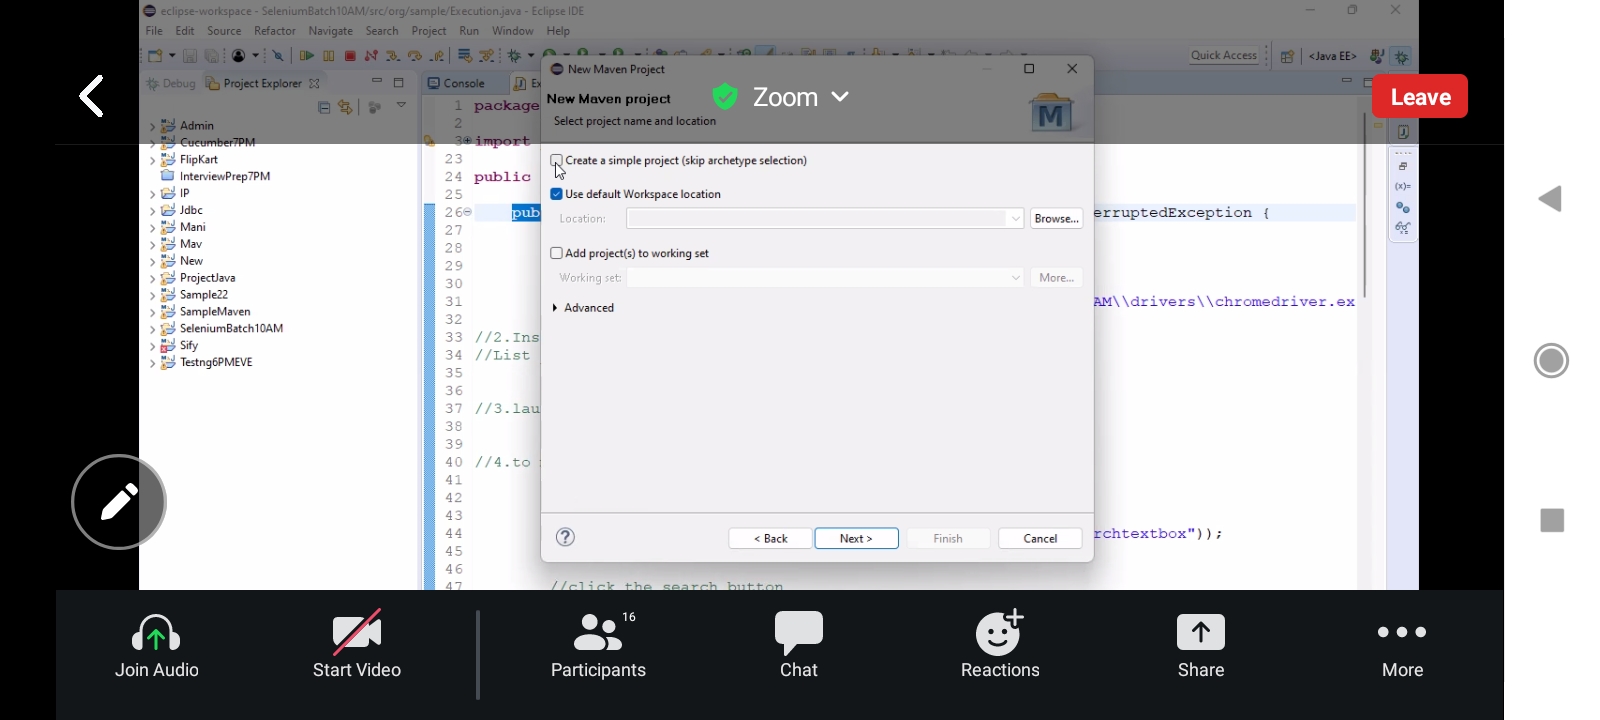 eclipse-workspace - SeleniumBatch10AM/src/org/sample/Execution.java - Eclipse IDE
File Edit Source Refactor Navigate Search Project Run Window Help
Quick Access
<Java EE>
Debug
Project Explorer
Console
Zoom
Leave
New Maven Project
New Maven project
Select project name and location
M
Create a simple project (skip archetype selection)
Use default Workspace location
Location:
Browse...
Add project(s) to working set
Working set:
More...
Advanced
< Back
Next >
Finish
Cancel
Admin
Cucumber7PM
FlipKart
InterviewPrep7PM
IP
Jdbc
Mani
Mav
New
ProjectJava
Sample22
SampleMaven
SeleniumBatch10AM
Sify
Testng6PMEVE
1 package
2
3 import
23
24 public
25
26 pub erruptedException {
27
28
29
30
31 AM\\drivers\\chromedriver.ex
32
33 //2.Ins
34 //List
35
36
37 //3.lau
38
39
40 //4.to
41
42
43
44 rchtextbox"));
45
46
47 //click the search button
Join Audio
Start Video
16
Participants
Chat
Reactions
Share
More